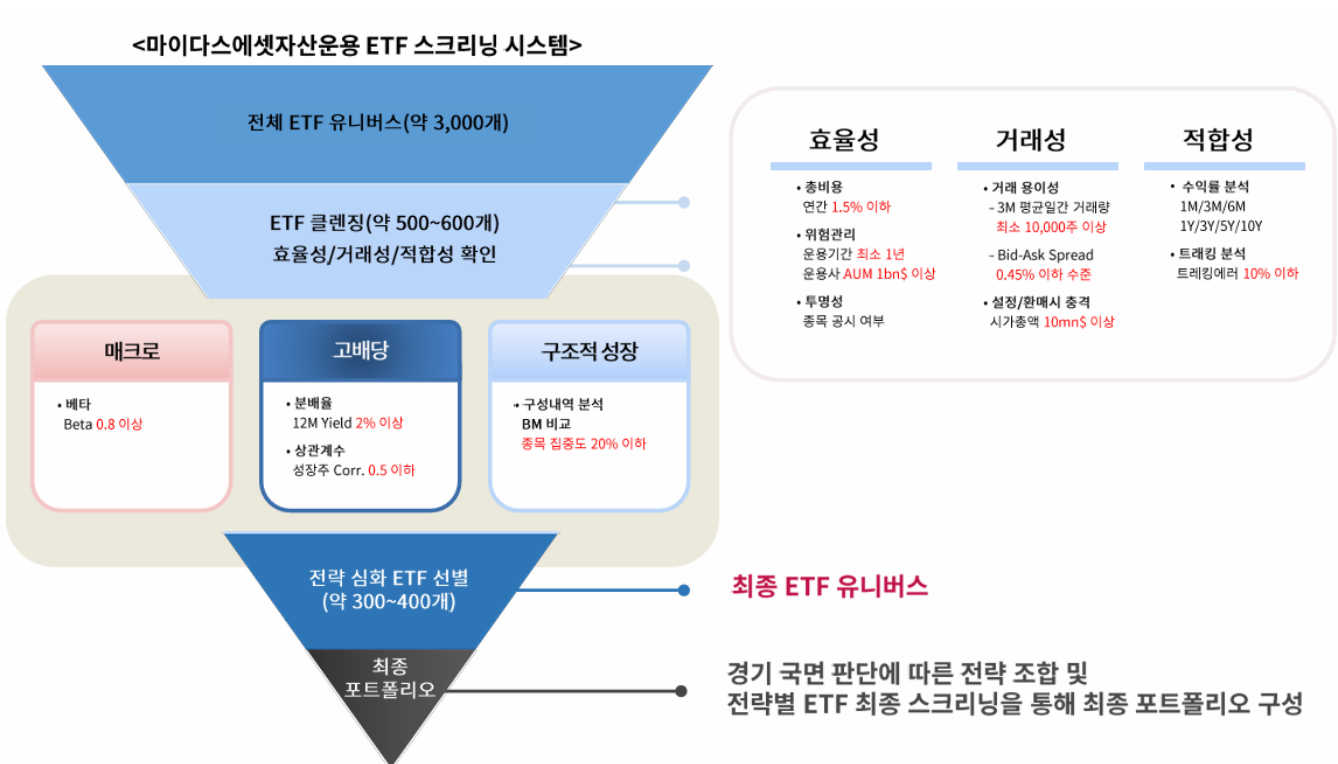 <마이다스에셋자산운용 ETF 스크리닝 시스템>
전체 ETF 유니버스(약 3,000개)
ETF 클렌징(약 500~600개)
효율성/거래성/적합성 확인
효율성
• 총비용
연간 1.5% 이하
• 위험관리
운용기간 최소 1년
운용사 AUM 1bn$ 이상
• 투명성
종목 공시 여부
거래성
• 거래 용이성
- 3M 평균일간 거래량
최소 10,000주 이상
- Bid-Ask Spread
0.45% 이하 수준
• 설정/환매시 충격
시가총액 10mn$ 이상
적합성
• 수익률 분석
1M/3M/6M
1Y/3Y/5Y/10Y
• 트래킹 분석
트레킹에러 10% 이하
매크로
• 베타
Beta 0.8 이상
고배당
• 분배율
12M Yield 2% 이상
• 상관계수
성장주 Corr. 0.5 이하
구조적 성장
• 구성내역 분석
BM 비교
종목 집중도 20% 이하
전략 심화 ETF 선별
(약 300~400개)
최종 ETF 유니버스
최종
포트폴리오
경기 국면 판단에 따른 전략 조합 및
전략별 ETF 최종 스크리닝을 통해 최종 포트폴리오 구성